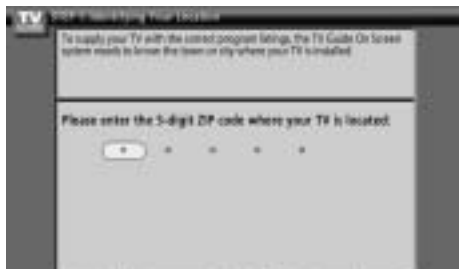 TV
STEP 1: Identifying Your Location
To supply your TV with the correct program listings, the TV Guide On Screen
system needs to know the town or city where your TV is installed.
Please enter the 5-digit ZIP code where your TV is located: